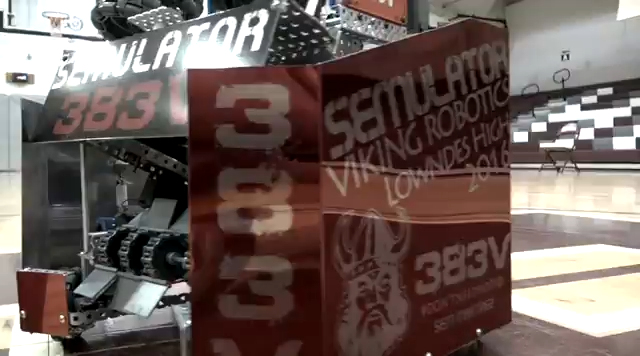 SEMULATOR
383V
3
8
3
V
SEMULATOR
VIKING ROBOTICS
LOWNDES HIGH
2016
383V